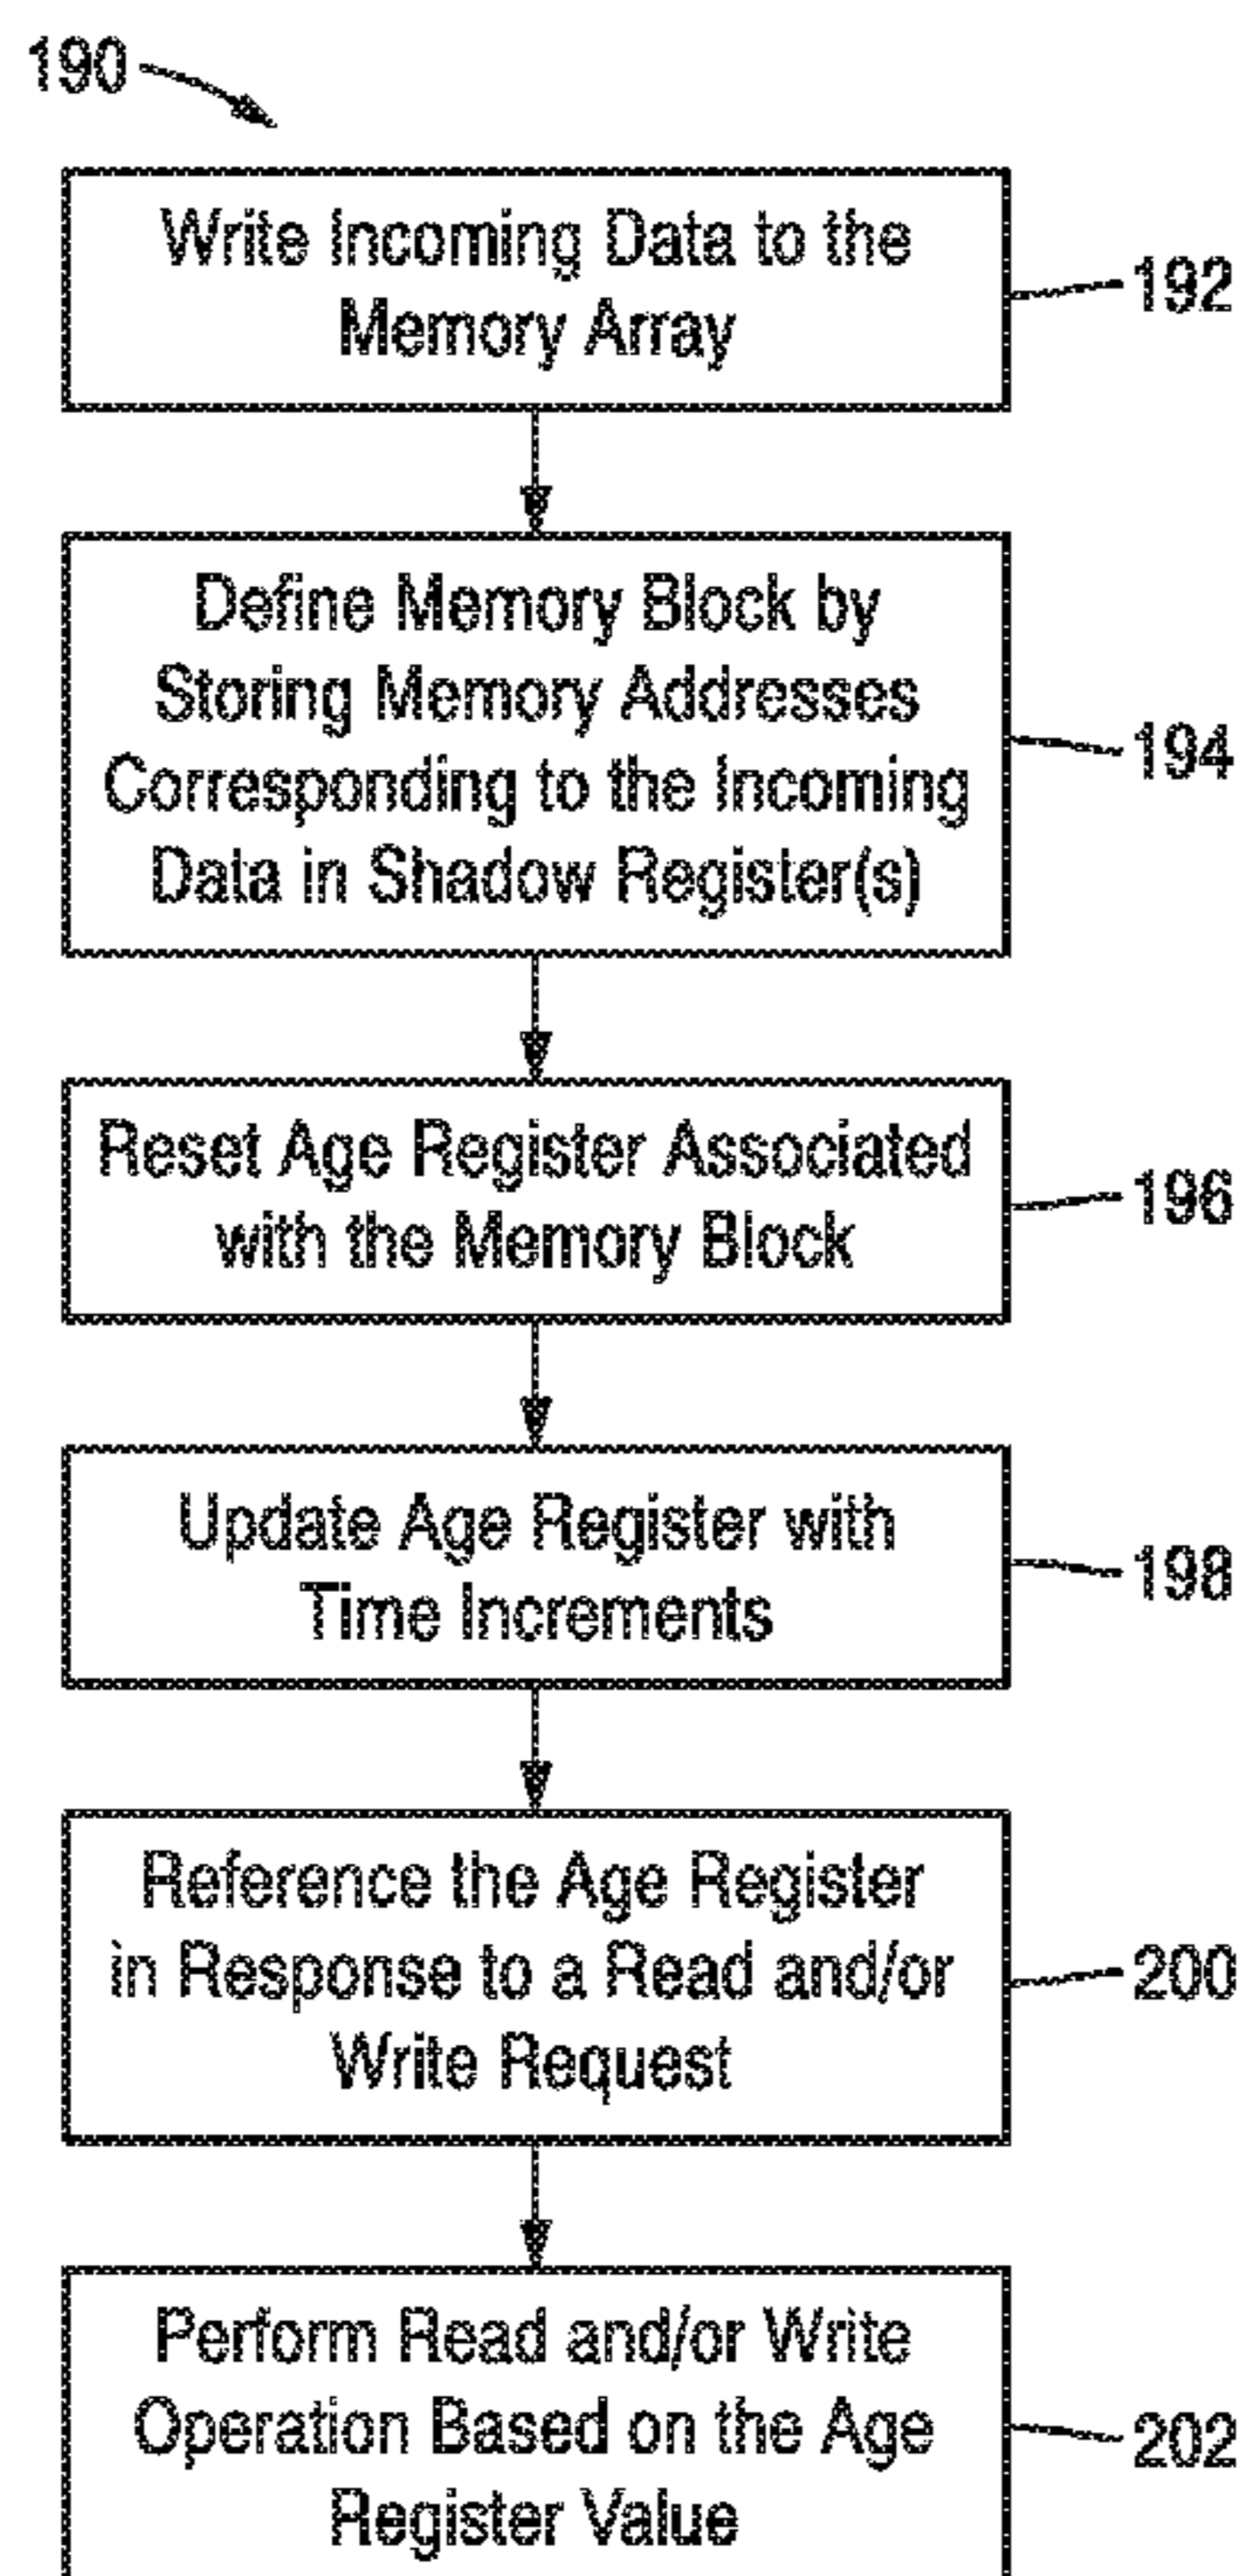 190
Write Incoming Data to the
Memory Array
192
Define Memory Block by
Storing Memory Addresses
Corresponding to the Incoming
Data in Shadow Register(s)
194
Reset Age Register Associated
with the Memory Block
196
Update Age Register with
Time Increments
198
Reference the Age Register
in Response to a Read and/or
Write Request
200
Perform Read and/or Write
Operation Based on the Age
Register Value
202